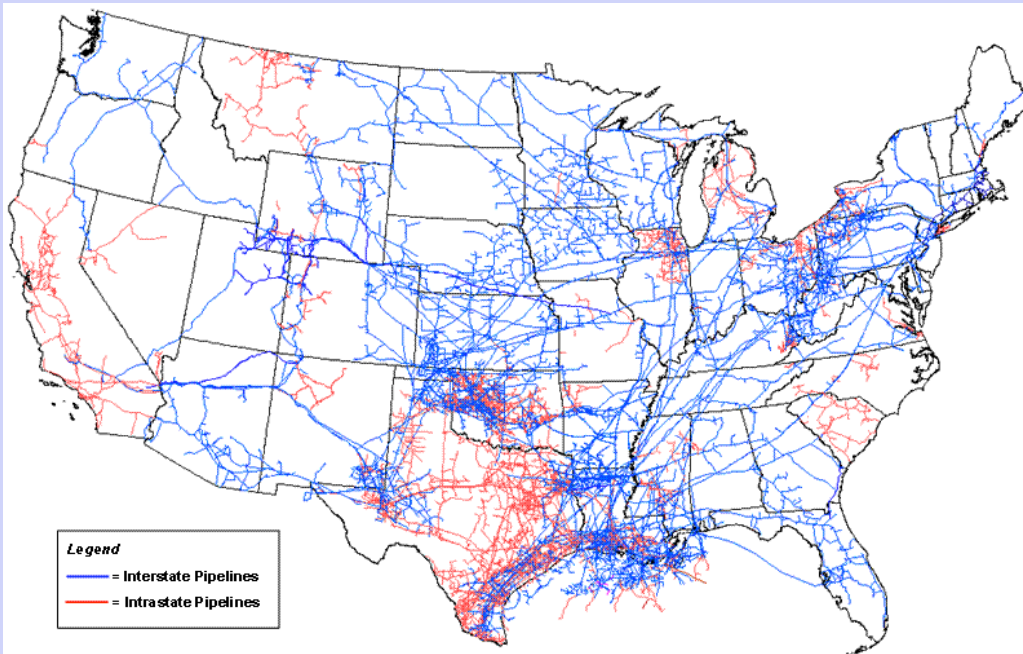 Legend
= Interstate Pipelines
= Intrastate Pipelines